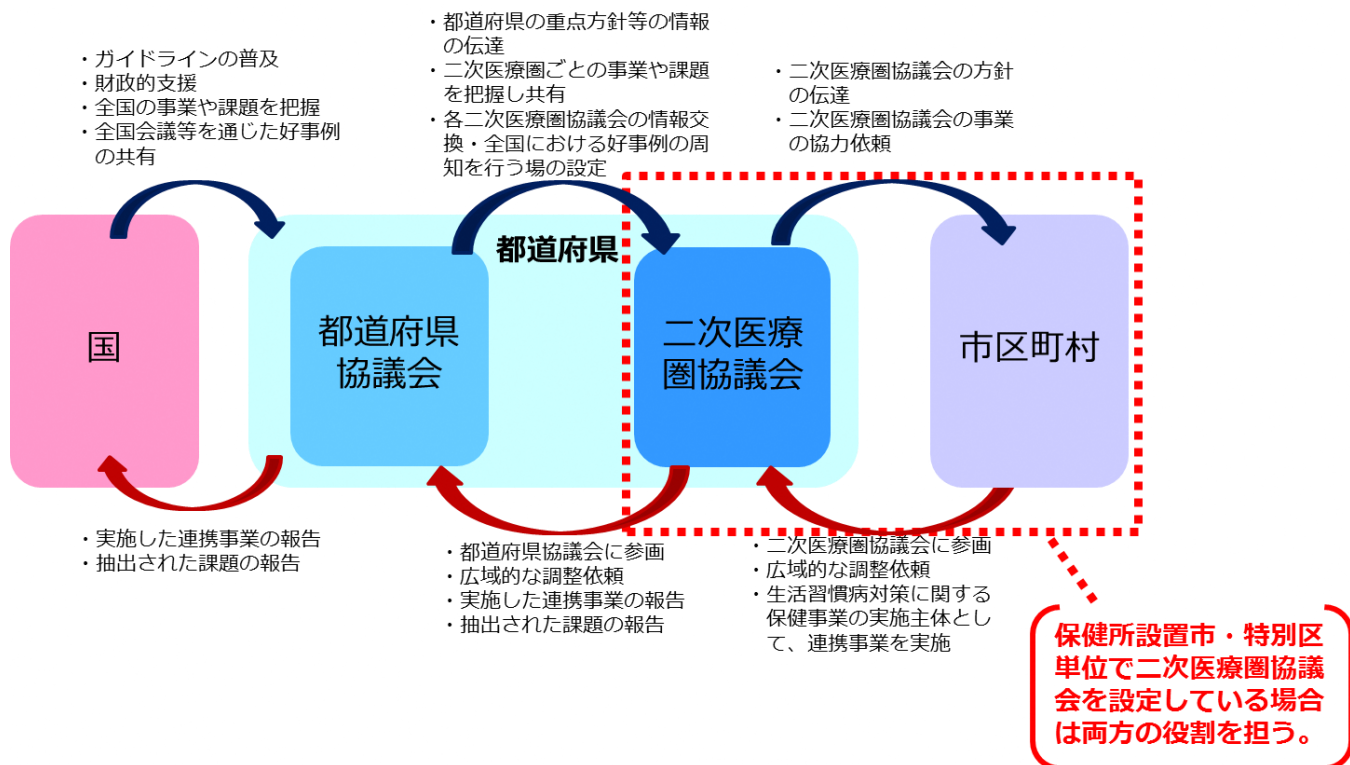 ・ガイドラインの普及
・財政的支援
・全国の事業や課題を把握
・全国会議等を通じた好事例
の共有
・都道府県の重点方針等の情報
の伝達
・二次医療圏ごとの事業や課題
を把握し共有
・各二次医療圏協議会の情報交
換・全国における好事例の周
知を行う場の設定
・二次医療圏協議会の方針
の伝達
・二次医療圏協議会の事業
の協力依頼
都道府県
国
都道府県
協議会
二次医療
圏協議会
市区町村
・実施した連携事業の報告
・抽出された課題の報告
・都道府県協議会に参画
・広域的な調整依頼
・実施した連携事業の報告
・抽出された課題の報告
・二次医療圏協議会に参画
・広域的な調整依頼
・生活習慣病対策に関する
保健事業の実施主体とし
て、連携事業を実施
保健所設置市・特別区
単位で二次医療圏協議
会を設定している場合
は両方の役割を担う。